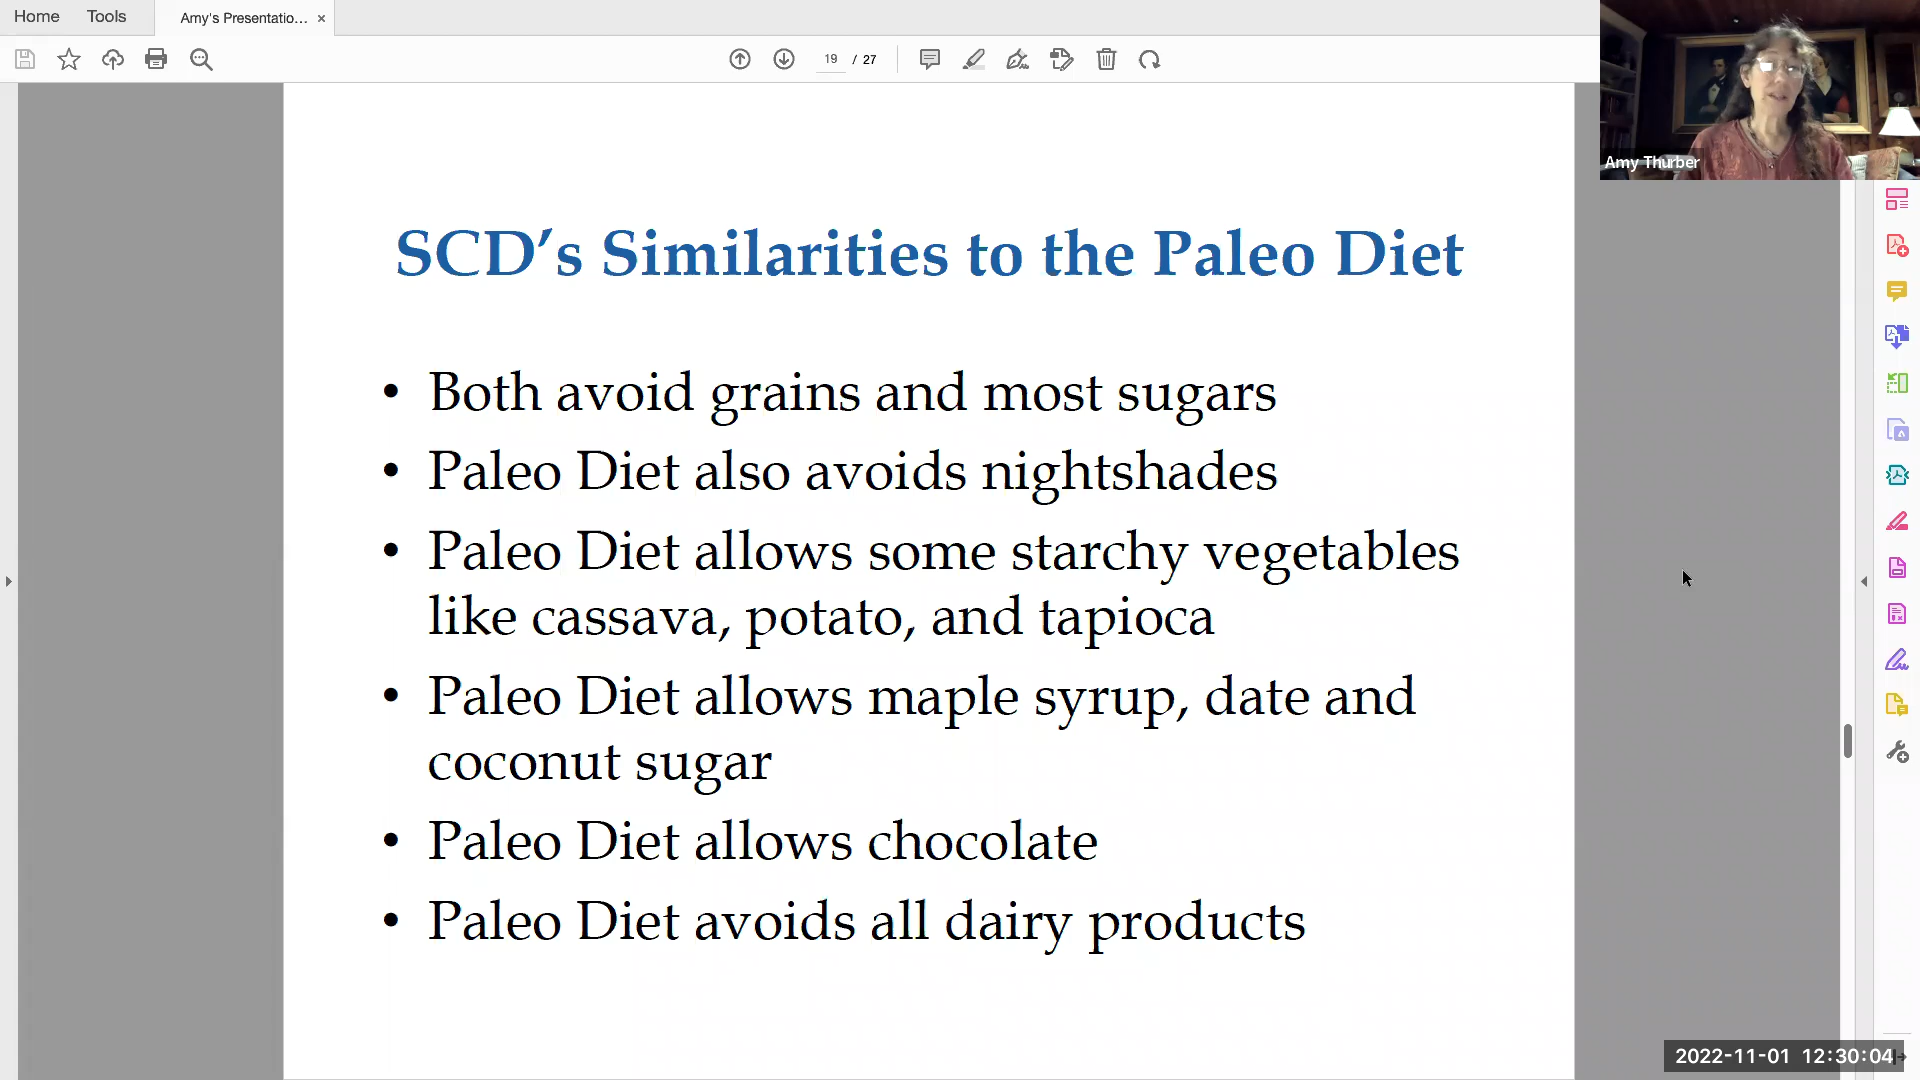 Home Tools Amy's Presentatio... ×
19 / 27
Amy Thurber
SCD’s Similarities to the Paleo Diet
• Both avoid grains and most sugars
• Paleo Diet also avoids nightshades
• Paleo Diet allows some starchy vegetables
like cassava, potato, and tapioca
• Paleo Diet allows maple syrup, date and
coconut sugar
• Paleo Diet allows chocolate
• Paleo Diet avoids all dairy products
2022-11-01 12:30:04